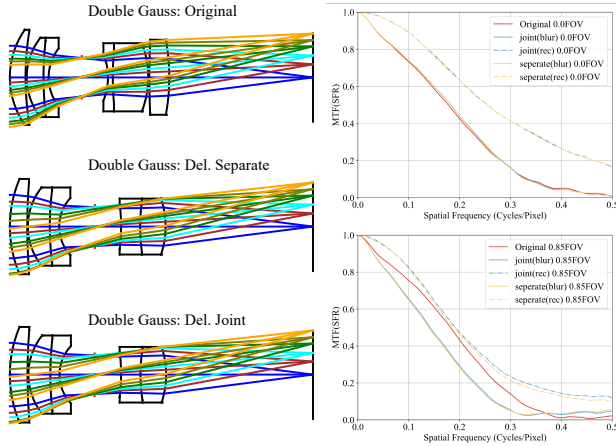 Double Gauss: Original
Double Gauss: Del. Separate
Double Gauss: Del. Joint
MTF(SFR)
1.0
0.8
0.6
0.4
0.2
0.0
Original 0.0FOV
joint(blur) 0.0FOV
joint(rec) 0.0FOV
seperate(blur) 0.0FOV
seperate(rec) 0.0FOV
0.0 0.1 0.2 0.3 0.4 0.5
Spatial Frequency (Cycles/Pixel)
MTF(SFR)
1.0
0.8
0.6
0.4
0.2
0.0
Original 0.85FOV
joint(blur) 0.85FOV
joint(rec) 0.85FOV
seperate(blur) 0.85FOV
seperate(rec) 0.85FOV
0.0 0.1 0.2 0.3 0.4 0.5
Spatial Frequency (Cycles/Pixel)